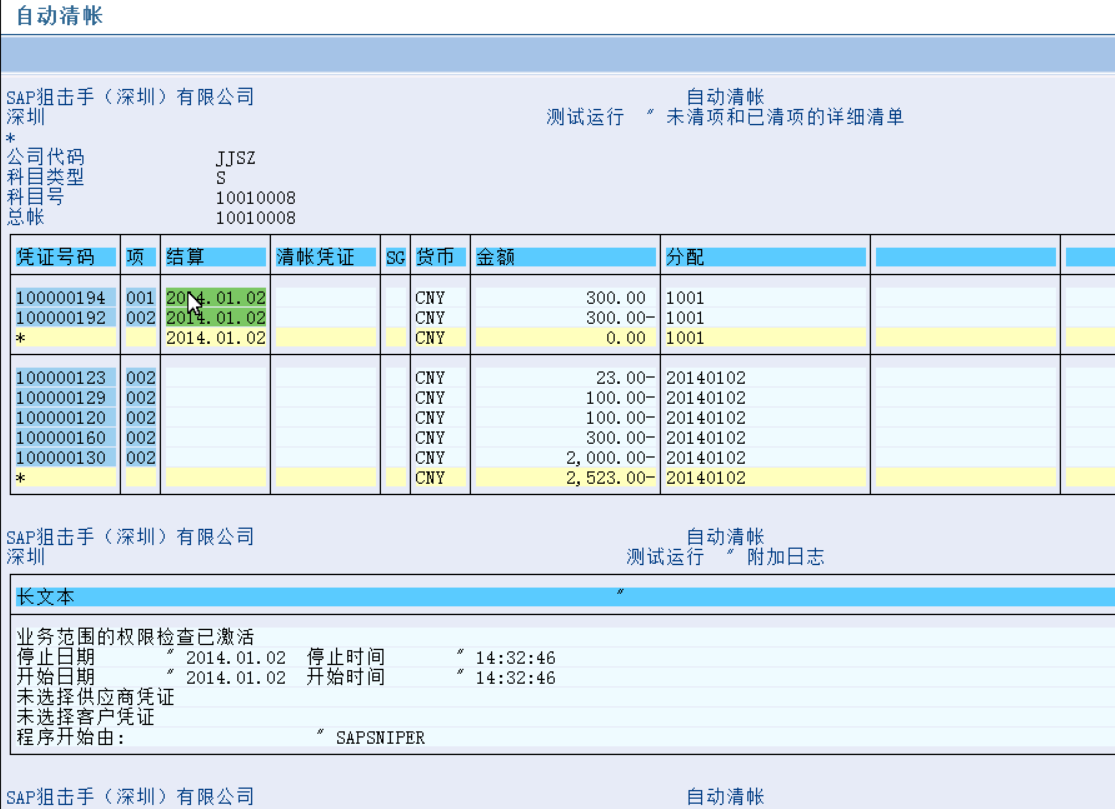 自动清帐
SAP狙击手（深圳）有限公司 自动清帐
深圳 测试运行 〃 未清项和已清项的详细清单
*
公司代码 JJSZ
科目类型 S
科目号 10010008
总帐 10010008
凭证号码 项 结算 清帐凭证 SG 货币 金额 分配
100000194 001 2014.01.02 CNY 300.00 1001
100000192 002 2014.01.02 CNY 300.00- 1001
* 2014.01.02 CNY 0.00 1001
100000123 002 CNY 23.00- 20140102
100000129 002 CNY 100.00- 20140102
100000120 002 CNY 100.00- 20140102
100000160 002 CNY 300.00- 20140102
100000130 002 CNY 2,000.00- 20140102
* CNY 2,523.00- 20140102
SAP狙击手（深圳）有限公司 自动清帐
深圳 测试运行 〃 附加日志
长文本 〃
业务范围的权限检查已激活
停止日期 〃 2014.01.02 停止时间 〃 14:32:46
开始日期 〃 2014.01.02 开始时间 〃 14:32:46
未选择供应商凭证
未选择客户凭证
程序开始由: 〃 SAPSNIPER
SAP狙击手（深圳）有限公司 自动清帐